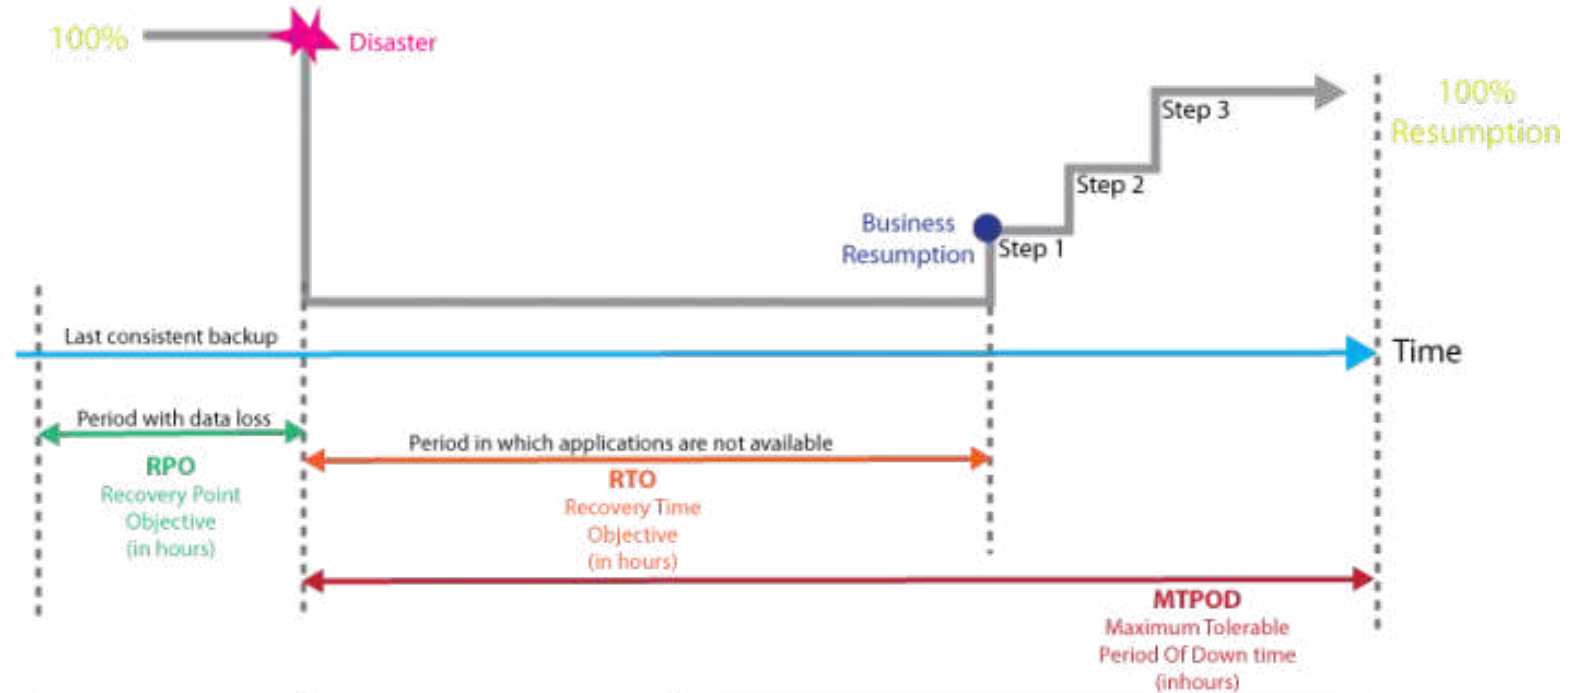 100%
Disaster
100%
Resumption
Step 3
Step 2
Business
Resumption
Step 1
Last consistent backup
Time
Period with data loss
RPO
Recovery Point
Objective
(in hours)
Period in which applications are not available
RTO
Recovery Time
Objective
(in hours)
MTPOD
Maximum Tolerable
Period Of Down time
(inhours)